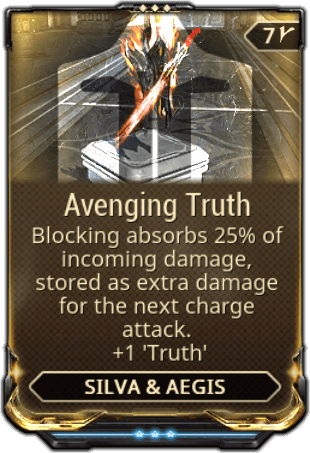 7
Avenging Truth
Blocking absorbs 25% of
incoming damage,
stored as extra damage
for the next charge
attack.
+1 'Truth'
SILVA & AEGIS